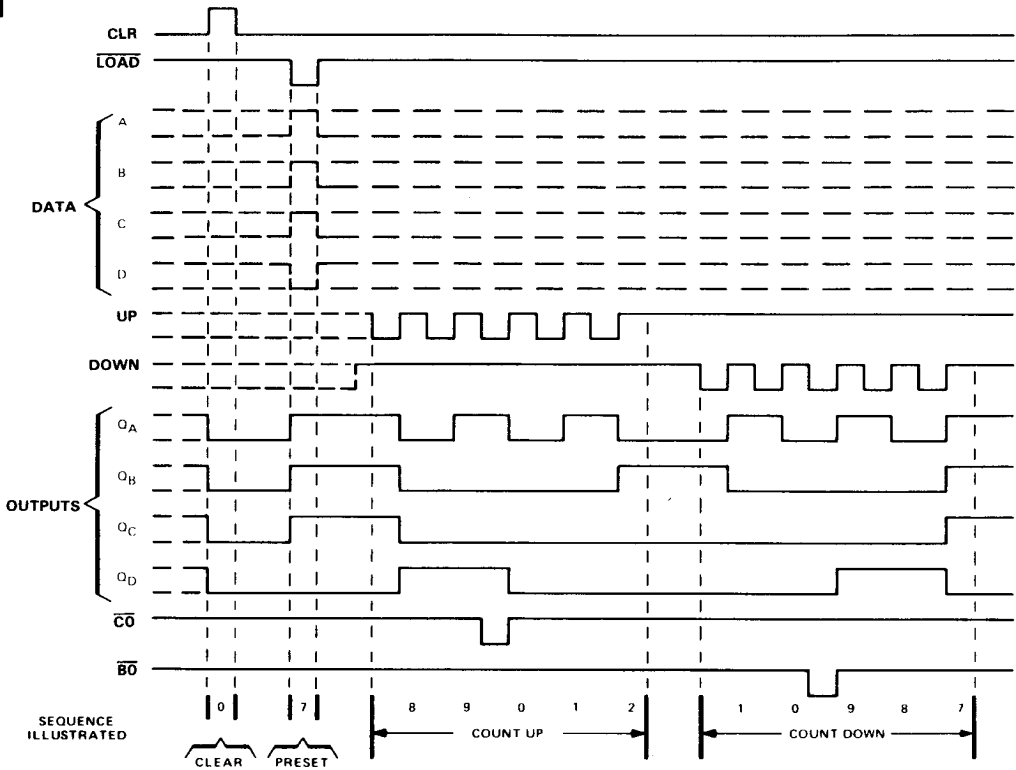 CLR
LOAD
A
B
DATA
C
D
UP
DOWN
QA
QB
OUTPUTS
QC
QD
CO
BO
0 7 8 9 0 1 2 1 0 9 8 7
SEQUENCE
ILLUSTRATED
COUNT UP COUNT DOWN
CLEAR PRESET